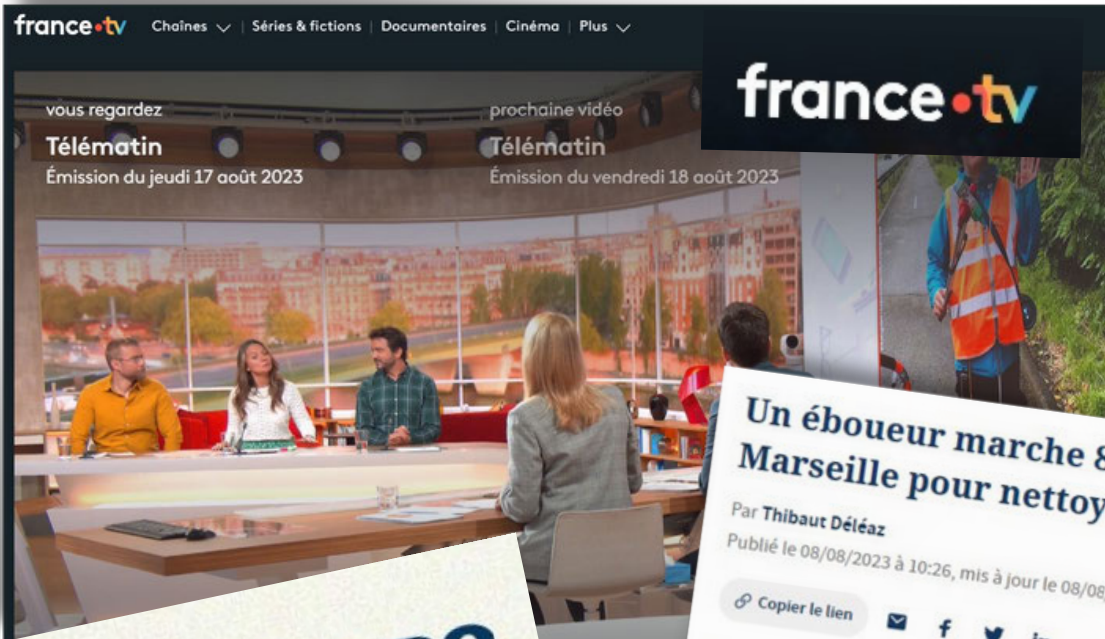 france•tv
Chaînes | Séries & fictions | Documentaires | Cinéma | Plus
france•tv
vous regardez
Télématin
Émission du jeudi 17 août 2023
prochaine vidéo
Télématin
Émission du vendredi 18 août 2023
Un éboueur marche
Marseille pour nettoy
Par Thibaut Déléaz
Publié le 08/08/2023 à 10:26, mis à jour le 08/08
Copier le lien